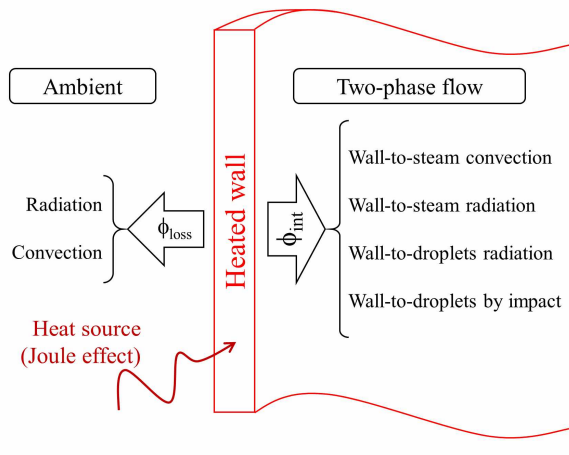 Ambient
Two-phase flow
Wall-to-steam convection
Wall-to-steam radiation
Wall-to-droplets radiation
Wall-to-droplets by impact
Radiation
Convection
ϕloss
Heated wall
ϕint
Heat source
(Joule effect)